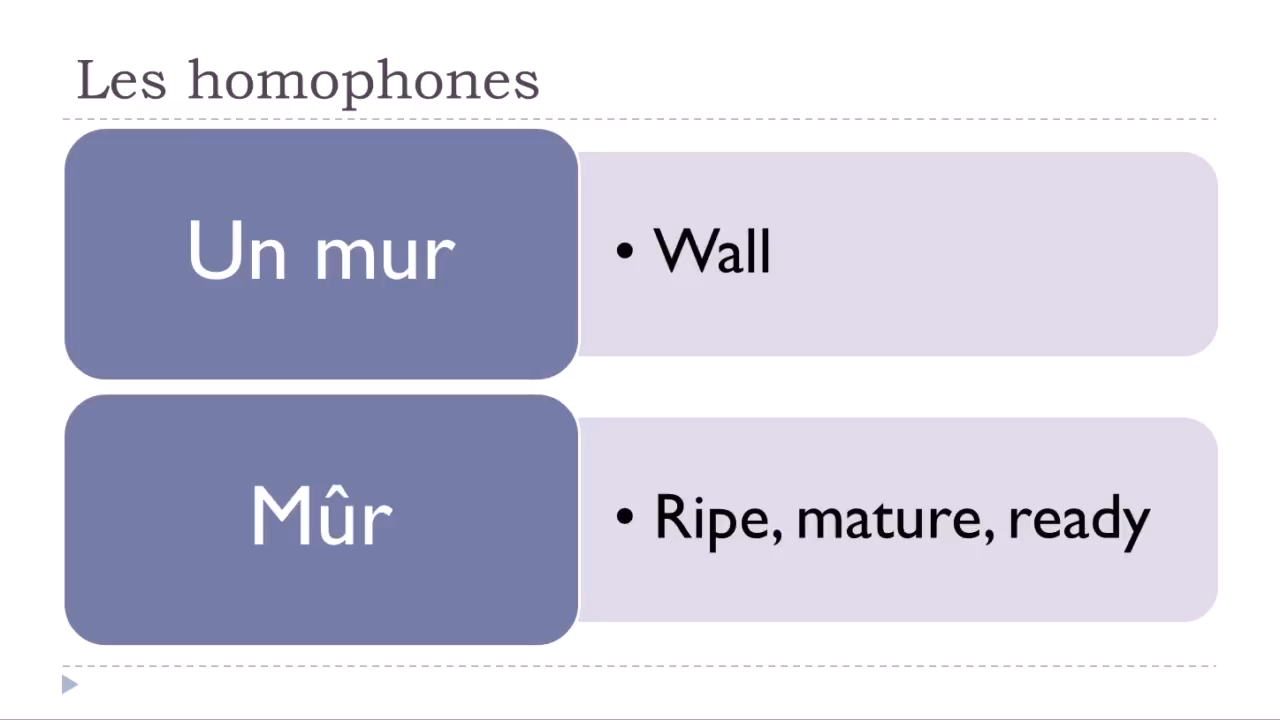 Les homophones
Un mur
• Wall
Mûr
• Ripe, mature, ready